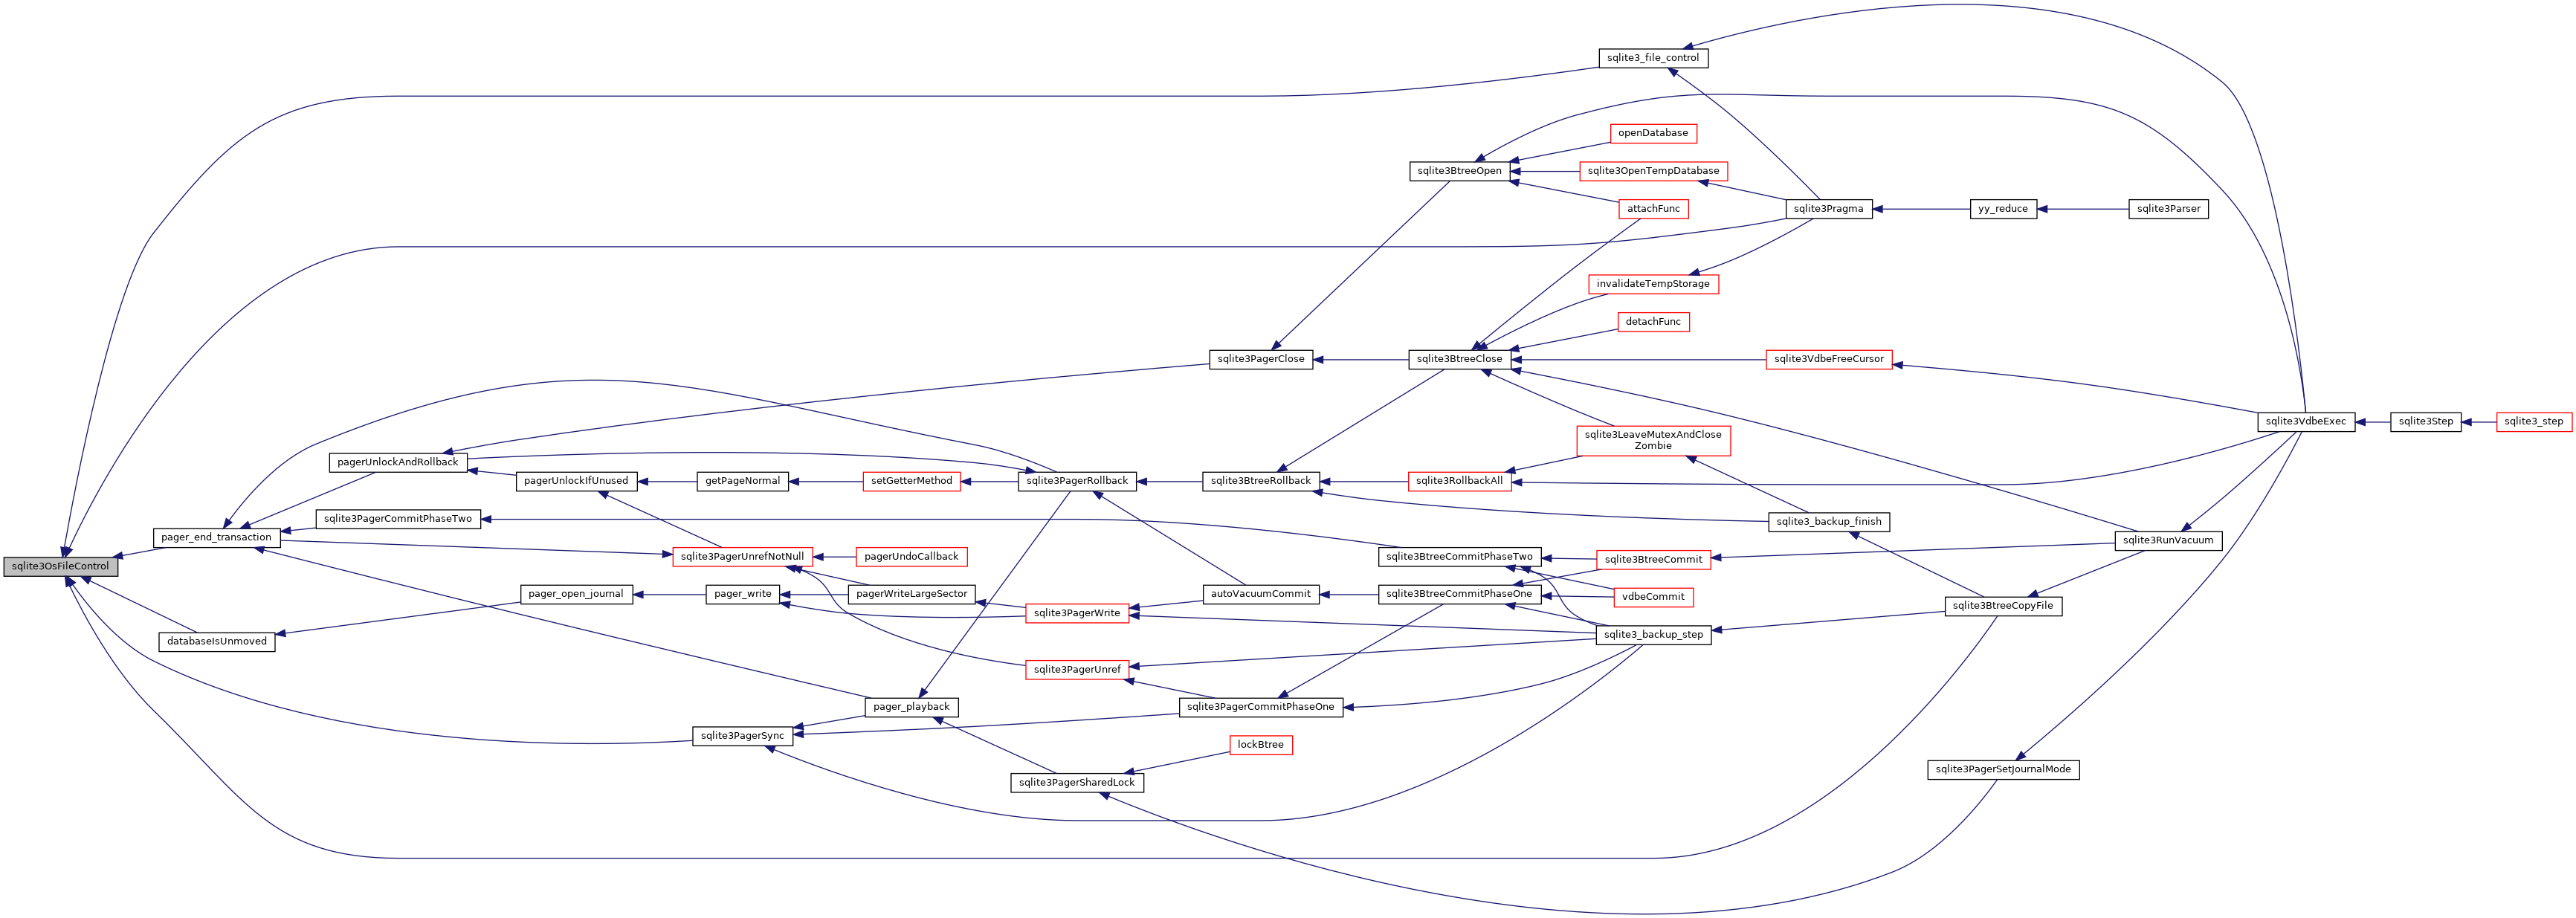 sqlite3_file_control
openDatabase
sqlite3BtreeOpen
sqlite3OpenTempDatabase
attachFunc
sqlite3Pragma
yy_reduce
sqlite3Parser
invalidateTempStorage
detachFunc
sqlite3PagerClose
sqlite3BtreeClose
sqlite3VdbeFreeCursor
sqlite3VdbeExec
sqlite3Step
sqlite3_step
sqlite3LeaveMutexAndClose
Zombie
pagerUnlockAndRollback
pagerUnlockIfUnused
getPageNormal
setGetterMethod
sqlite3PagerRollback
sqlite3BtreeRollback
sqlite3RollbackAll
sqlite3PagerCommitPhaseTwo
sqlite3_backup_finish
pager_end_transaction
sqlite3RunVacuum
sqlite3PagerUnrefNotNull
pagerUndoCallback
sqlite3BtreeCommitPhaseTwo
sqlite3BtreeCommit
sqlite3OsFileControl
pager_open_journal
pager_write
pagerWriteLargeSector
autoVacuumCommit
sqlite3BtreeCommitPhaseOne
vdbeCommit
sqlite3BtreeCopyFile
sqlite3PagerWrite
databaseIsUnmoved
sqlite3_backup_step
sqlite3PagerUnref
pager_playback
sqlite3PagerCommitPhaseOne
sqlite3PagerSync
lockBtree
sqlite3PagerSharedLock
sqlite3PagerSetJournalMode